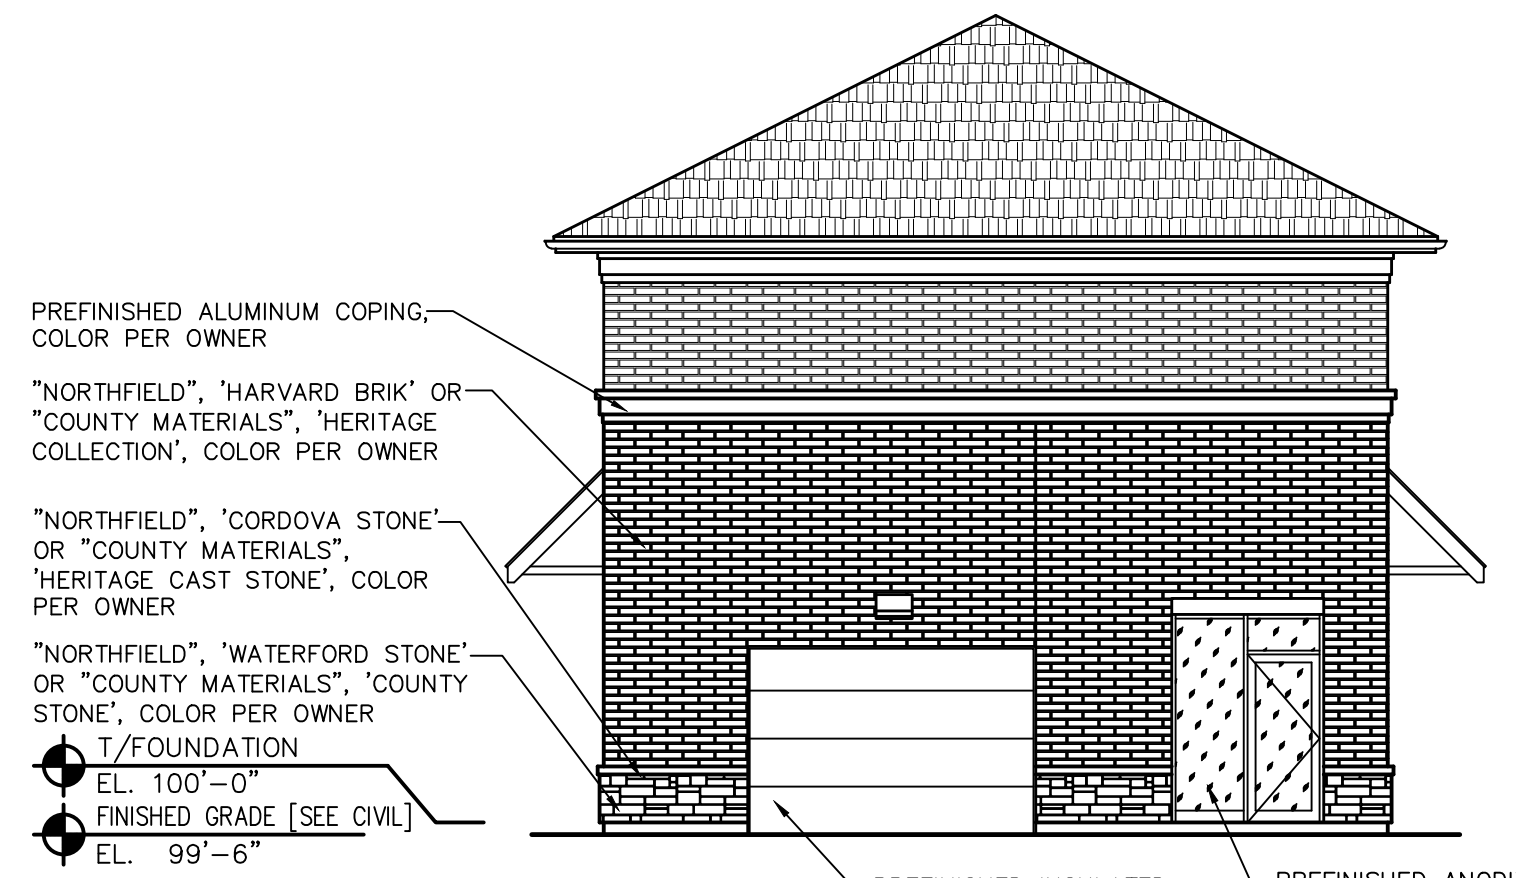 PREFINISHED ALUMINUM COPING,
COLOR PER OWNER
"NORTHFIELD", 'HARVARD BRIK' OR
"COUNTY MATERIALS", 'HERITAGE
COLLECTION', COLOR PER OWNER
"NORTHFIELD", 'CORDOVA STONE'
OR "COUNTY MATERIALS",
'HERITAGE CAST STONE', COLOR
PER OWNER
"NORTHFIELD", 'WATERFORD STONE'
OR "COUNTY MATERIALS", 'COUNTY
STONE', COLOR PER OWNER
T/FOUNDATION
EL. 100'-0"
FINISHED GRADE [SEE CIVIL]
EL. 99'-6"
PREFINISHED